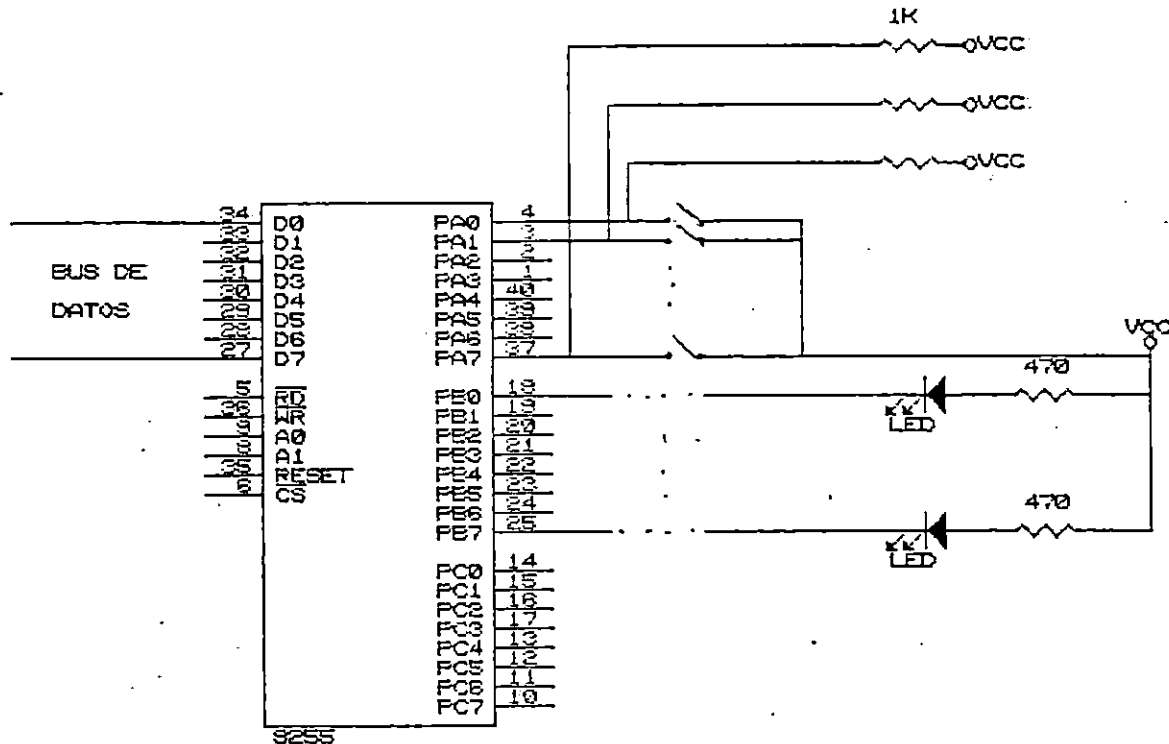 1K
VCC
VCC
VCC
BUS DE
DATOS
D0
D1
D2
D3
D4
D5
D6
D7
27
5
RD
WR
A0
A1
RESET
6
CS
PA0
PA1
PA2
PA3
PA4
PA5
PA6
PA7
4
3
1
40
37
PB0
PB1
PB2
PB3
PB4
PB5
PB6
PB7
18
19
20
21
22
23
24
25
PC0
PC1
PC2
PC3
PC4
PC5
PC6
PC7
14
15
16
17
13
12
11
10
VCC
470
LED
470
LED
8255